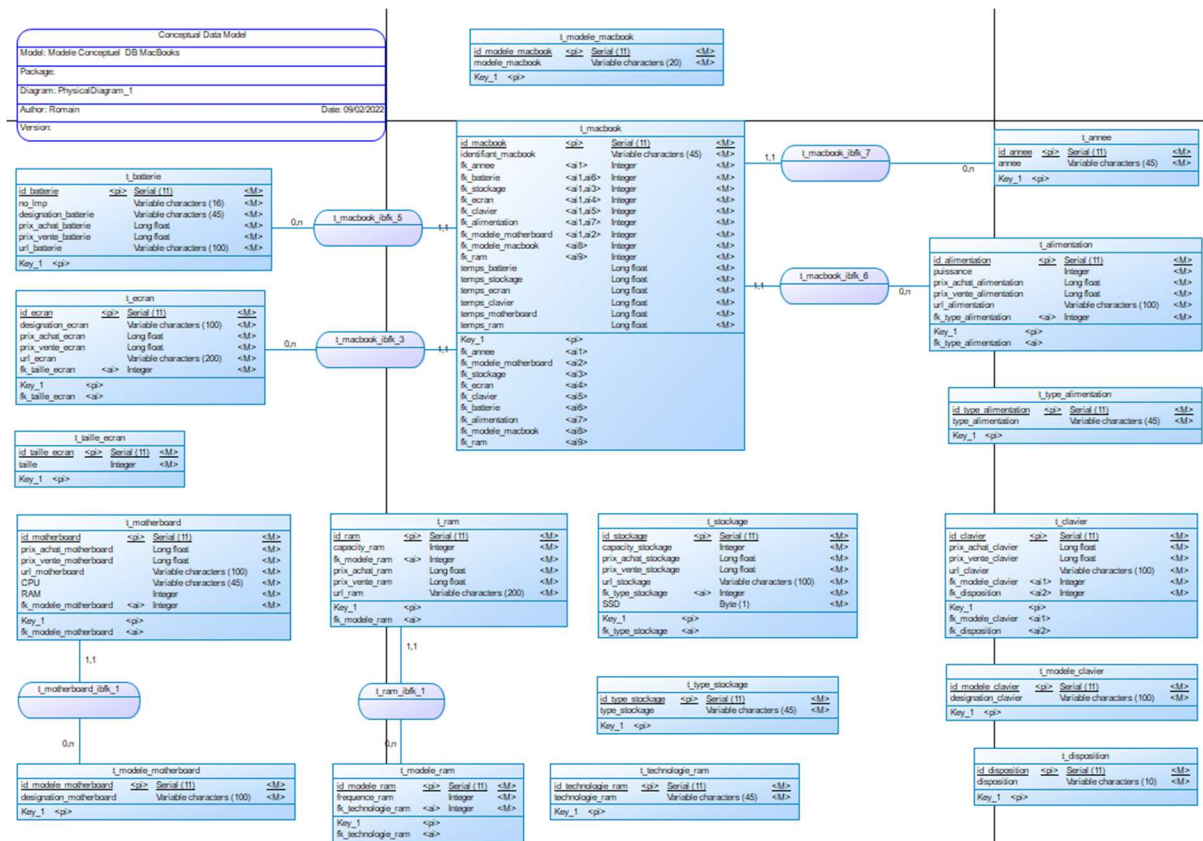 Conceptual Data Model
Model: Modele Conceptuel DB MacBooks
Package:
Diagram: PhysicalDiagram_1
Author: Romain Date: 09/02/2022
Version:
t_modele_macbook
id_modele_macbook <pi> Serial (11) <M>
modele_macbook Variable characters (20) <M>
Key_1 <pi>
t_macbook
id_macbook <pi> Serial (11) <M>
identifiant_macbook Variable characters (45) <M>
fk_annee <ai1> Integer <M>
fk_batterie <ai1,ai6> Integer <M>
fk_stockage <ai1,ai3> Integer <M>
fk_ecran <ai1,ai4> Integer <M>
fk_clavier <ai1,ai5> Integer <M>
fk_alimentation <ai1,ai7> Integer <M>
fk_modele_motherboard <ai1,ai2> Integer <M>
fk_modele_macbook <ai8> Integer <M>
fk_ram <ai9> Integer <M>
temps_batterie Long float <M>
temps_stockage Long float <M>
temps_ecran Long float <M>
temps_clavier Long float <M>
temps_motherboard Long float <M>
temps_ram Long float <M>
Key_1 <pi>
fk_annee <ai1>
fk_modele_motherboard <ai2>
fk_stockage <ai3>
fk_ecran <ai4>
fk_clavier <ai5>
fk_batterie <ai6>
fk_alimentation <ai7>
fk_modele_macbook <ai8>
fk_ram <ai9>
1,1
t_macbook_ibfk_7
0,n
t_annee
id_annee <pi> Serial (11) <M>
annee Variable characters (45) <M>
Key_1 <pi>
t_batterie
id_batterie <pi> Serial (11) <M>
no_lmp Variable characters (16) <M>
designation_batterie Variable characters (45) <M>
prix_achat_batterie Long float <M>
prix_vente_batterie Long float <M>
url_batterie Variable characters (100) <M>
Key_1 <pi>
0,n
t_macbook_ibfk_5
1,1
1,1
t_macbook_ibfk_6
0,n
t_alimentation
id_alimentation <pi> Serial (11) <M>
puissance Integer <M>
prix_achat_alimentation Long float <M>
prix_vente_alimentation Long float <M>
url_alimentation Variable characters (100) <M>
fk_type_alimentation <ai> Integer <M>
Key_1 <pi>
fk_type_alimentation <ai>
t_ecran
id_ecran <pi> Serial (11) <M>
designation_ecran Variable characters (100) <M>
prix_achat_ecran Long float <M>
prix_vente_ecran Long float <M>
url_ecran Variable characters (200) <M>
fk_taille_ecran <ai> Integer <M>
Key_1 <pi>
fk_taille_ecran <ai>
0,n
t_macbook_ibfk_3
1,1
t_type_alimentation
id_type_alimentation <pi> Serial (11) <M>
type_alimentation Variable characters (45) <M>
Key_1 <pi>
t_taille_ecran
id_taille_ecran <pi> Serial (11) <M>
taille Integer <M>
Key_1 <pi>
t_motherboard
id_motherboard <pi> Serial (11) <M>
prix_achat_motherboard Long float <M>
prix_vente_motherboard Long float <M>
url_motherboard Variable characters (100) <M>
CPU Variable characters (45) <M>
RAM Integer <M>
fk_modele_motherboard <ai> Integer <M>
Key_1 <pi>
fk_modele_motherboard <ai>
t_ram
id_ram <pi> Serial (11) <M>
capacity_ram Integer <M>
fk_modele_ram <ai> Integer <M>
prix_achat_ram Long float <M>
prix_vente_ram Long float <M>
url_ram Variable characters (200) <M>
Key_1 <pi>
fk_modele_ram <ai>
t_stockage
id_stockage <pi> Serial (11) <M>
capacity_stockage Integer <M>
prix_achat_stockage Long float <M>
prix_vente_stockage Long float <M>
url_stockage Variable characters (100) <M>
fk_type_stockage <ai> Integer <M>
SSD Byte (1) <M>
Key_1 <pi>
fk_type_stockage <ai>
t_clavier
id_clavier <pi> Serial (11) <M>
prix_achat_clavier Long float <M>
prix_vente_clavier Long float <M>
url_clavier Variable characters (100) <M>
fk_modele_clavier <ai1> Integer <M>
fk_disposition <ai2> Integer <M>
Key_1 <pi>
fk_modele_clavier <ai1>
fk_disposition <ai2>
1,1
t_motherboard_ibfk_1
0,n
1,1
t_ram_ibfk_1
0,n
t_type_stockage
id_type_stockage <pi> Serial (11) <M>
type_stockage Variable characters (45) <M>
Key_1 <pi>
t_modele_clavier
id_modele_clavier <pi> Serial (11) <M>
designation_clavier Variable characters (100) <M>
Key_1 <pi>
t_modele_motherboard
id_modele_motherboard <pi> Serial (11) <M>
designation_motherboard Variable characters (100) <M>
Key_1 <pi>
t_modele_ram
id_modele_ram <pi> Serial (11) <M>
frequence_ram Integer <M>
fk_technologie_ram <ai> Integer <M>
Key_1 <pi>
fk_technologie_ram <ai>
t_technologie_ram
id_technologie_ram <pi> Serial (11) <M>
technologie_ram Variable characters (45) <M>
Key_1 <pi>
t_disposition
id_disposition <pi> Serial (11) <M>
disposition Variable characters (10) <M>
Key_1 <pi>